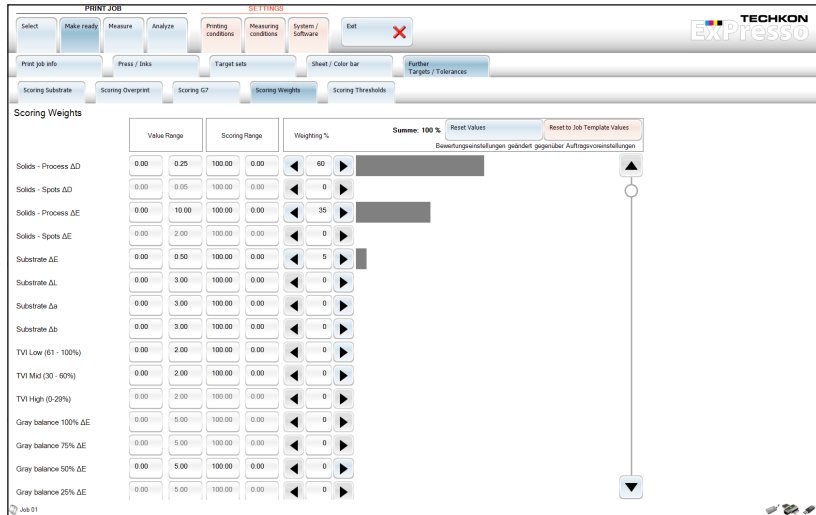 PRINT JOB SETTINGS
Select Make ready Measure Analyze Printing conditions Measuring conditions System / Software Exit
TECHKON
ExPresso
Print job info Press / Inks Target sets Sheet / Color bar Further Targets / Tolerances
Scoring Substrate Scoring Overprint Scoring G7 Scoring Weights Scoring Thresholds
Scoring Weights
Value Range Scoring Range Weighting % Summe: 100 % Reset Values Reset to Job Template Values
Bewertungseinstellungen geändert gegenüber Auftragsvoreinstellungen
Solids - Process ΔD 0.00 0.25 100.00 0.00 60
Solids - Spots ΔD 0.00 0.05 100.00 0.00 0
Solids - Process ΔE 0.00 10.00 100.00 0.00 35
Solids - Spots ΔE 0.00 2.00 100.00 0.00 0
Substrate ΔE 0.00 0.50 100.00 0.00 5
Substrate ΔL 0.00 3.00 100.00 0.00 0
Substrate Δa 0.00 3.00 100.00 0.00 0
Substrate Δb 0.00 3.00 100.00 0.00 0
TVI Low (61 - 100%) 0.00 2.00 100.00 0.00 0
TVI Mid (30 - 60%) 0.00 2.00 100.00 0.00 0
TVI High (0-29%) 0.00 2.00 100.00 0.00 0
Gray balance 100% ΔE 0.00 5.00 100.00 0.00 0
Gray balance 75% ΔE 0.00 5.00 100.00 0.00 0
Gray balance 50% ΔE 0.00 5.00 100.00 0.00 0
Gray balance 25% ΔE 0.00 5.00 100.00 0.00 0
Job 01